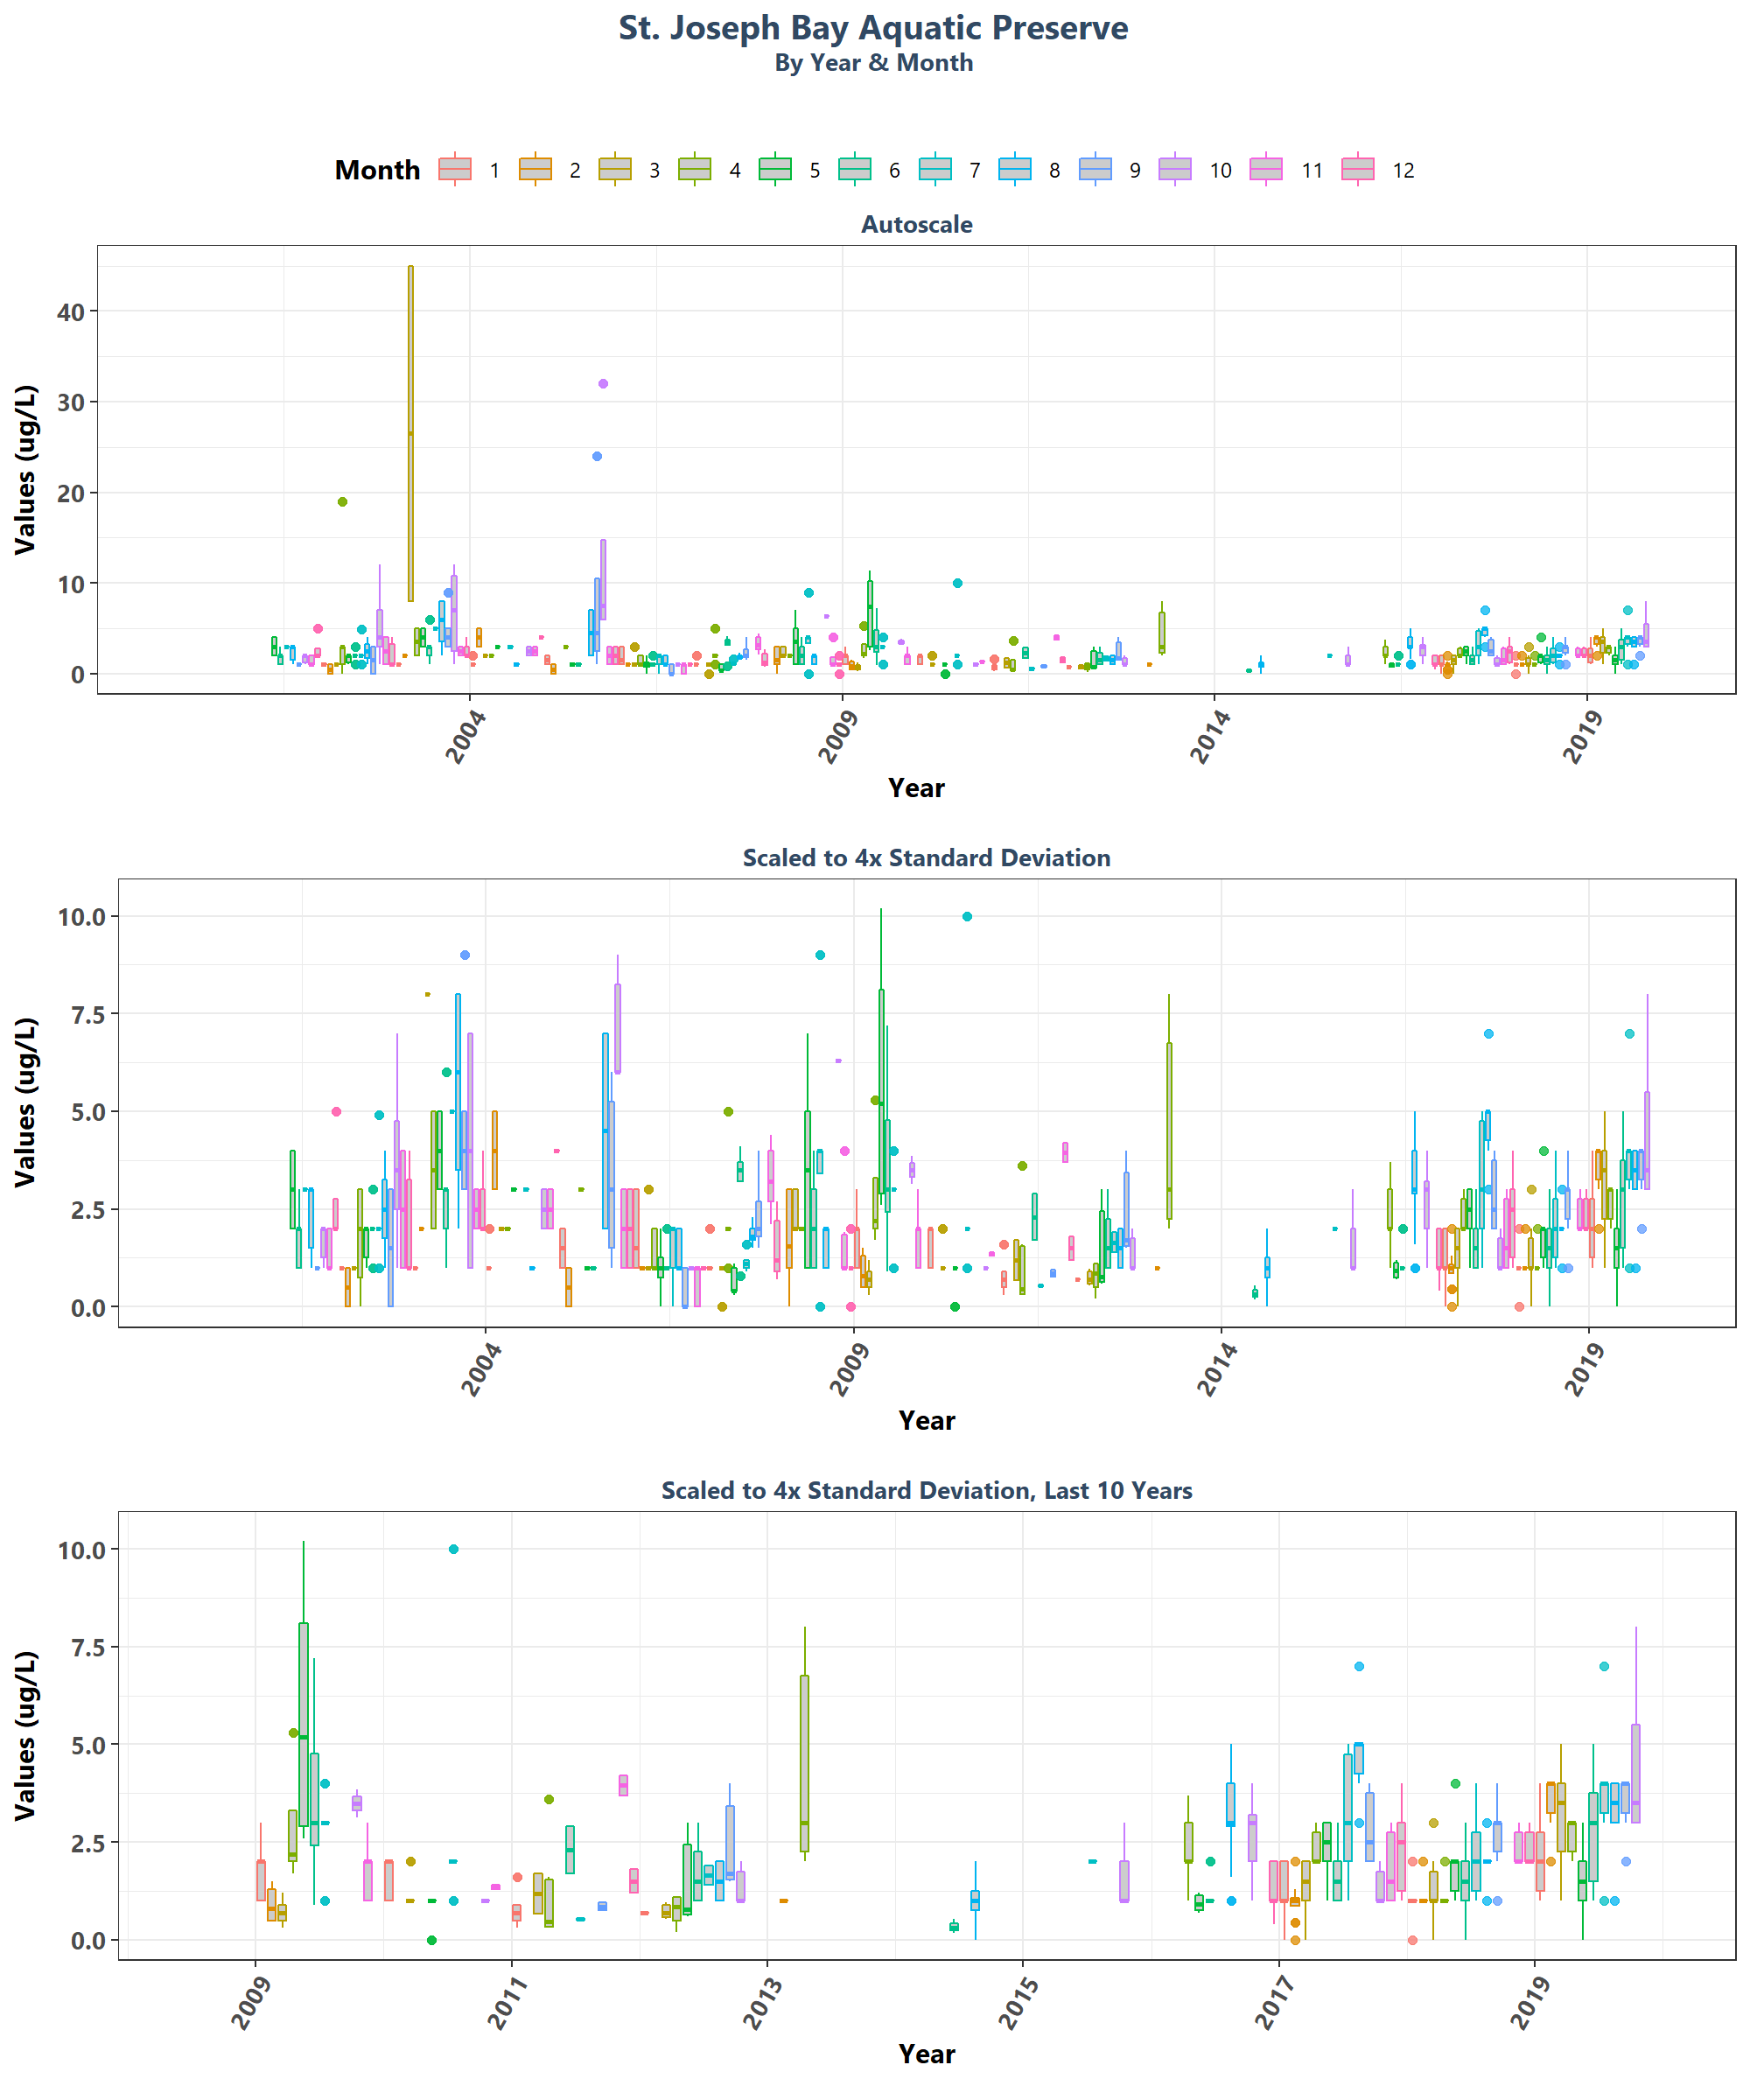 St. Joseph Bay Aquatic Preserve
By Year & Month
Month 1 2 3 4 5 6 7 8 9 10 11 12
Autoscale
Values (ug/L)
40
30
20
10
0
2004 2009 2014 2019
Year
Scaled to 4x Standard Deviation
Values (ug/L)
10.0
7.5
5.0
2.5
0.0
2004 2009 2014 2019
Year
Scaled to 4x Standard Deviation, Last 10 Years
Values (ug/L)
10.0
7.5
5.0
2.5
0.0
2009 2011 2013 2015 2017 2019
Year